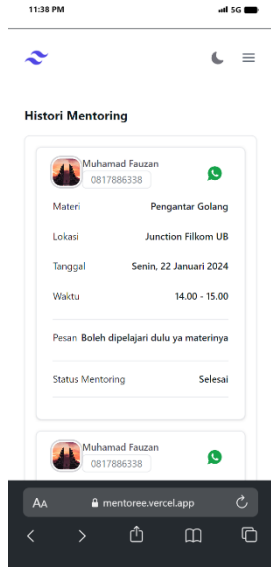 11:38 PM 5G
Histori Mentoring
Muhamad Fauzan
0817886338
Materi Pengantar Golang
Lokasi Junction Filkom UB
Tanggal Senin, 22 Januari 2024
Waktu 14.00 - 15.00
Pesan Boleh dipelajari dulu ya materinya
Status Mentoring Selesai
Muhamad Fauzan
0817886338
AA mentoree.vercel.app